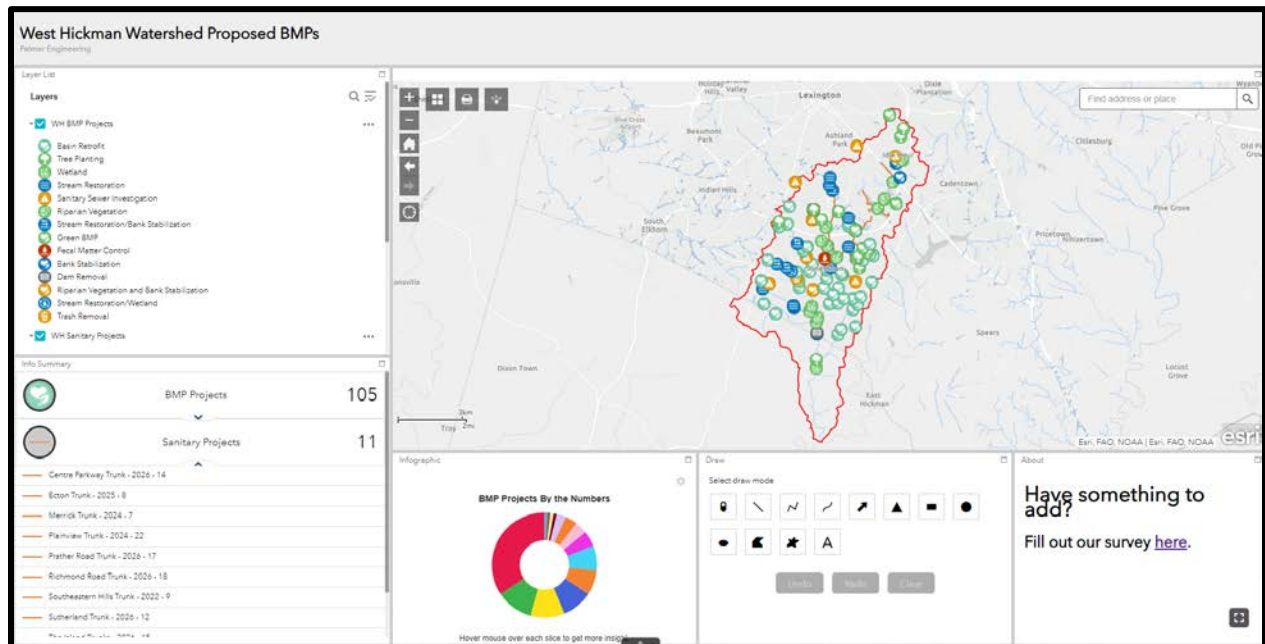 West Hickman Watershed Proposed BMPs
Palmer Engineering
Layer List
Layers
WH BMP Projects
Basin Retrofit
Tree Planting
Wetland
Stream Restoration
Sanitary Sewer Investigation
Riparian Vegetation
Stream Restoration/Bank Stabilization
Green BMP
Fecal Matter Control
Bank Stabilization
Dam Removal
Riparian Vegetation and Bank Stabilization
Stream Restoration/Wetland
Trash Removal
WH Sanitary Projects
Info Summary
BMP Projects 105
Sanitary Projects 11
Centre Parkway Trunk - 2026 - 14
Ecton Trunk - 2025 - 8
Merrick Trunk - 2024 - 7
Plainview Trunk - 2024 - 22
Prather Road Trunk - 2026 - 17
Richmond Road Trunk - 2026 - 18
Southeastern Hills Trunk - 2022 - 9
Sutherland Trunk - 2026 - 12
Find address or place
Lexington
Dixie
Plantation
Ashland
Park
Beaumont
Park
Chilesburg
Indian Hills
Cadentown
South
Elkhorn
Pine Grove
Pricetown
Nihizertown
Spears
Dixon Town
Locust
Grove
East
Hickman
Troy
3km
2mi
Esri, FAO, NOAA | Esri, FAO, NOAA
esri
Infographic
BMP Projects By the Numbers
Hover mouse over each slice to get more insight
Draw
Select draw mode
A
Undo Redo Clear
About
Have something to
add?
Fill out our survey here.